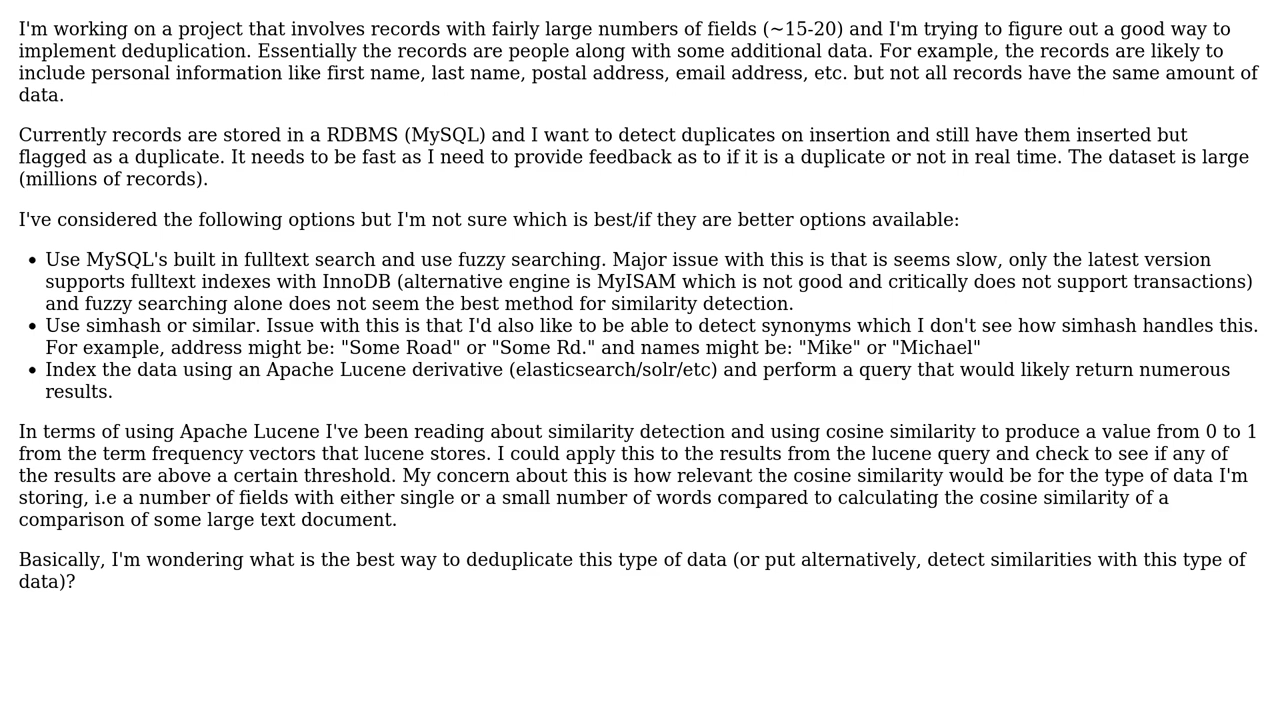 I'm working on a project that involves records with fairly large numbers of fields (~15-20) and I'm trying to figure out a good way to
implement deduplication. Essentially the records are people along with some additional data. For example, the records are likely to
include personal information like first name, last name, postal address, email address, etc. but not all records have the same amount of
data.
Currently records are stored in a RDBMS (MySQL) and I want to detect duplicates on insertion and still have them inserted but
flagged as a duplicate. It needs to be fast as I need to provide feedback as to if it is a duplicate or not in real time. The dataset is large
(millions of records).
I've considered the following options but I'm not sure which is best/if they are better options available:
• Use MySQL's built in fulltext search and use fuzzy searching. Major issue with this is that is seems slow, only the latest version
supports fulltext indexes with InnoDB (alternative engine is MyISAM which is not good and critically does not support transactions)
and fuzzy searching alone does not seem the best method for similarity detection.
• Use simhash or similar. Issue with this is that I'd also like to be able to detect synonyms which I don't see how simhash handles this.
For example, address might be: "Some Road" or "Some Rd." and names might be: "Mike" or "Michael"
• Index the data using an Apache Lucene derivative (elasticsearch/solr/etc) and perform a query that would likely return numerous
results.
In terms of using Apache Lucene I've been reading about similarity detection and using cosine similarity to produce a value from 0 to 1
from the term frequency vectors that lucene stores. I could apply this to the results from the lucene query and check to see if any of
the results are above a certain threshold. My concern about this is how relevant the cosine similarity would be for the type of data I'm
storing, i.e a number of fields with either single or a small number of words compared to calculating the cosine similarity of a
comparison of some large text document.
Basically, I'm wondering what is the best way to deduplicate this type of data (or put alternatively, detect similarities with this type of
data)?